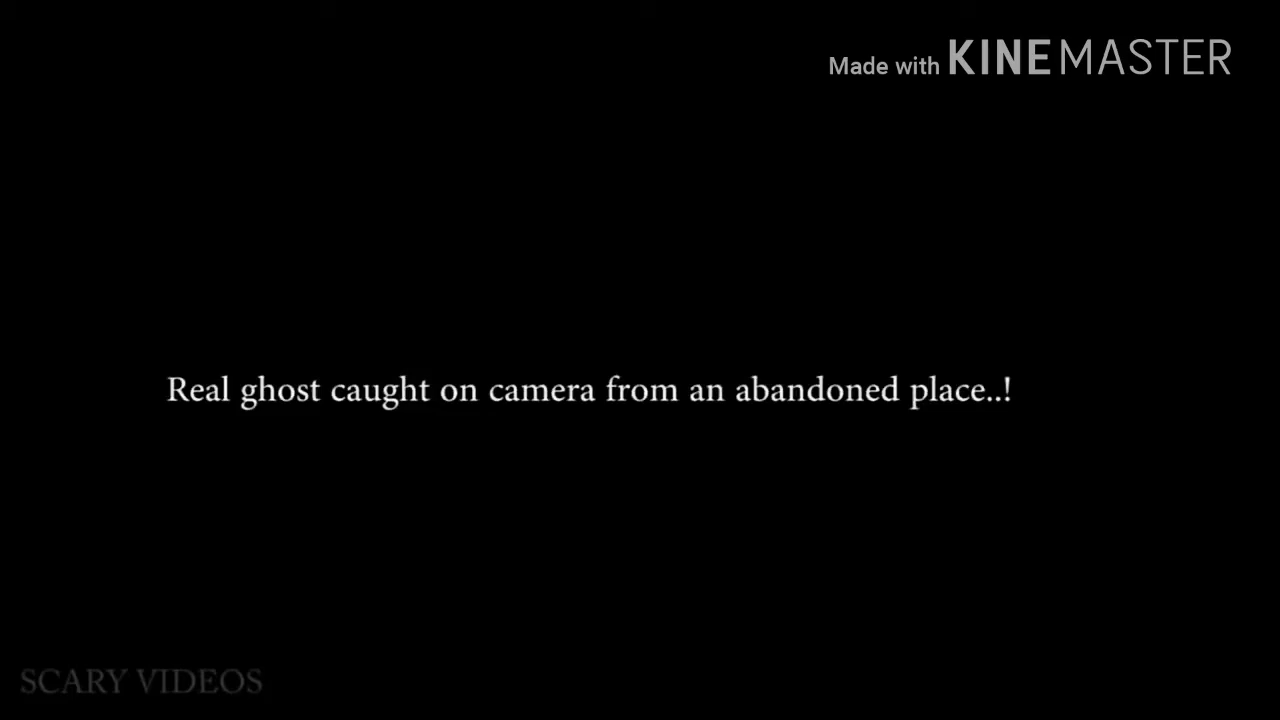 Made with KINEMASTER
Real ghost caught on camera from an abandoned place..!
SCARY VIDEOS